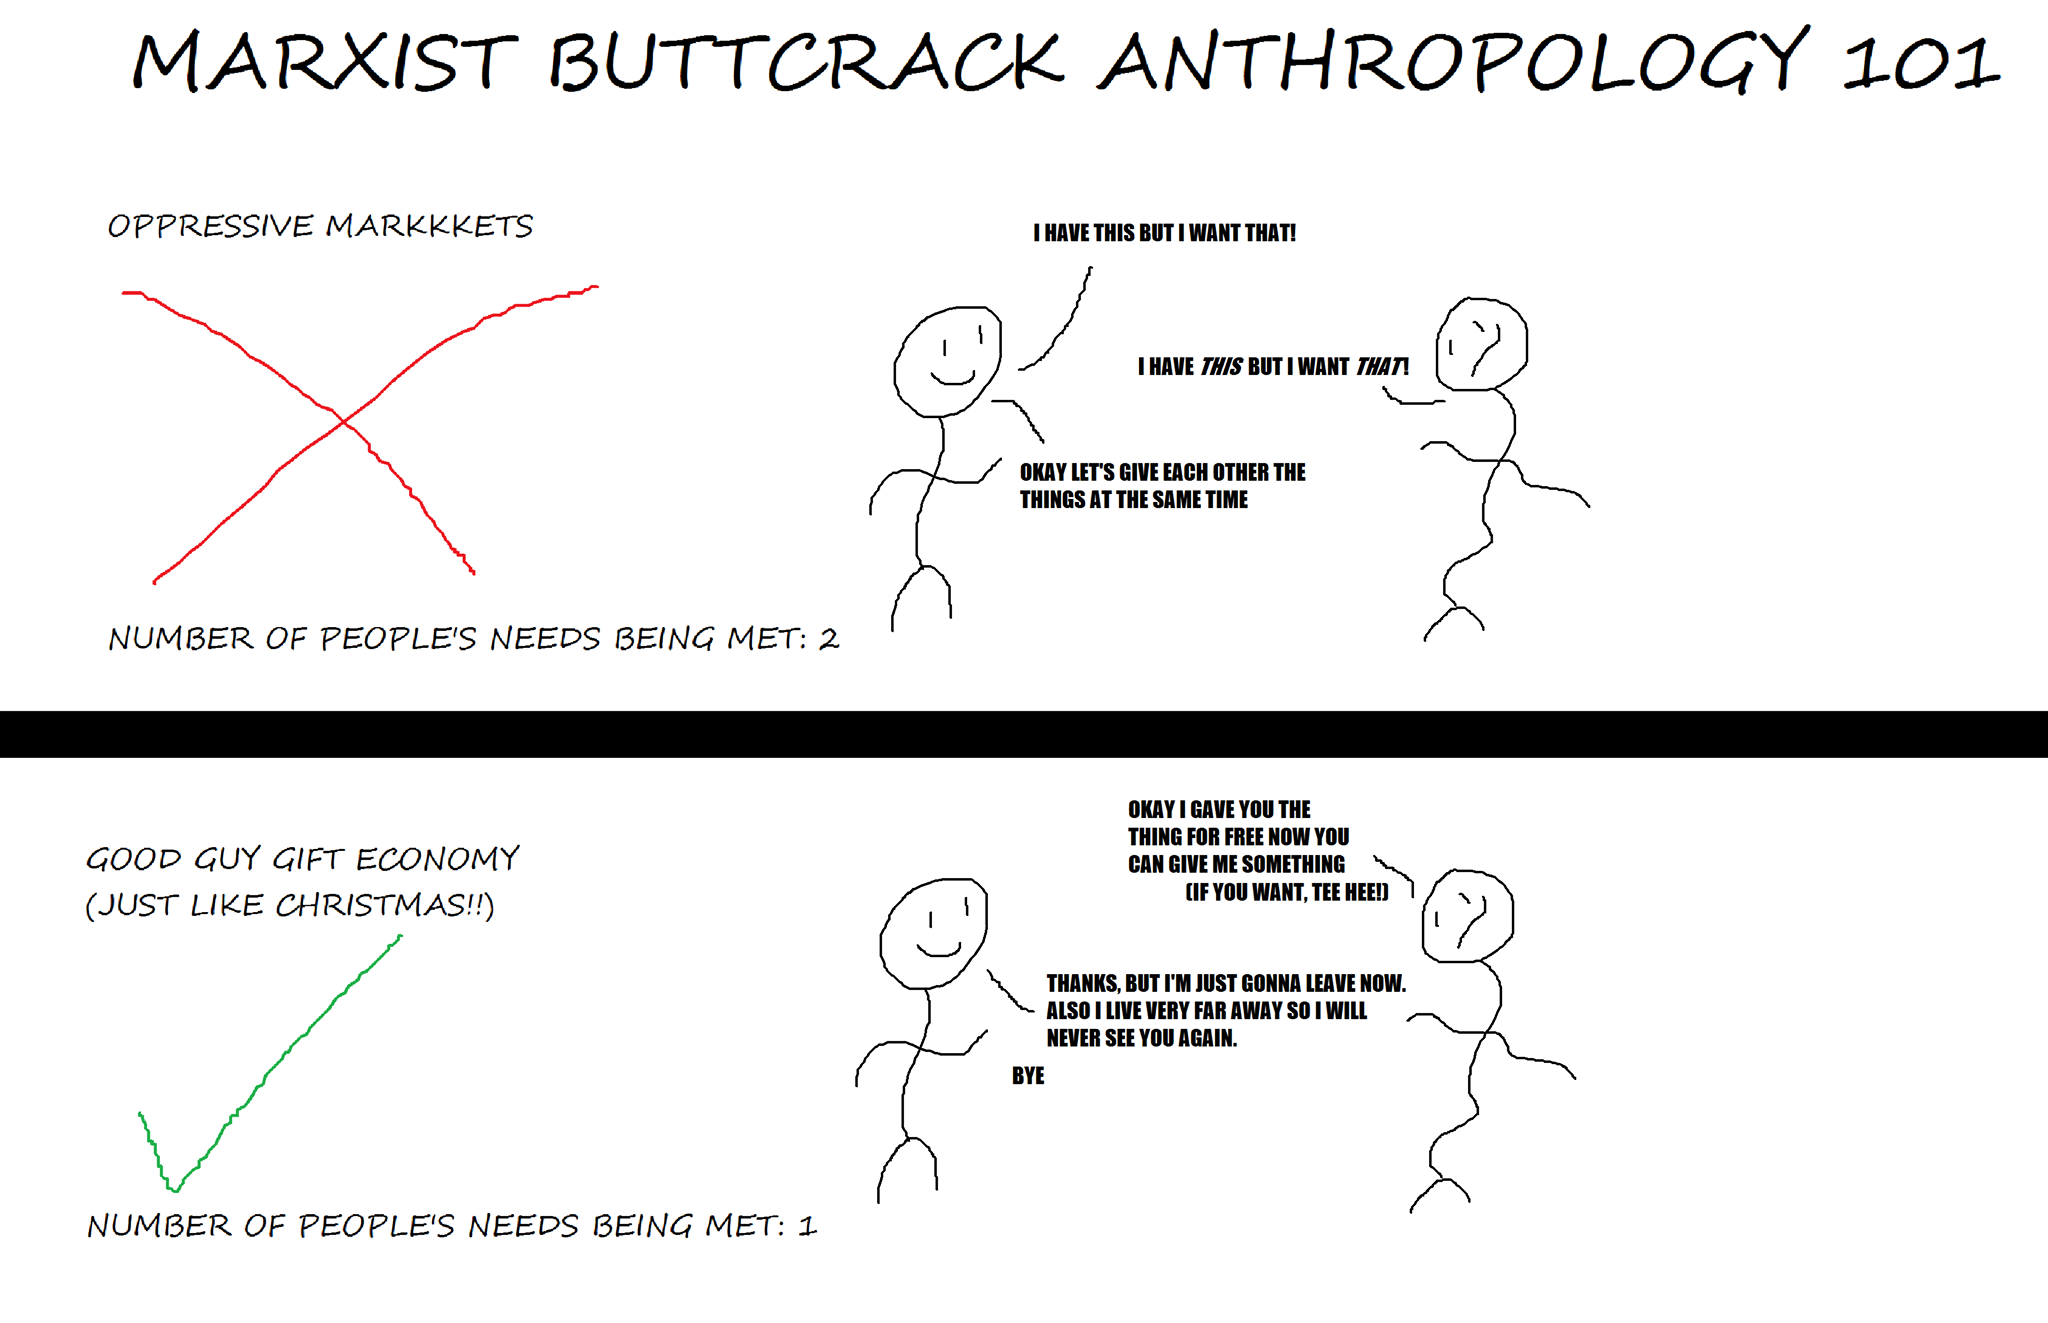 MARXIST BUTTCRACK ANTHROPOLOGY 101
OPPRESSIVE MARKKKETS
I HAVE THIS BUT I WANT THAT!
I HAVE THIS BUT I WANT THAT!
OKAY LET'S GIVE EACH OTHER THE
THINGS AT THE SAME TIME
NUMBER OF PEOPLE'S NEEDS BEING MET: 2
GOOD GUY GIFT ECONOMY
(JUST LIKE CHRISTMAS!!)
OKAY I GAVE YOU THE
THING FOR FREE NOW YOU
CAN GIVE ME SOMETHING
(IF YOU WANT, TEE HEE!)
THANKS, BUT I'M JUST GONNA LEAVE NOW.
ALSO I LIVE VERY FAR AWAY SO I WILL
NEVER SEE YOU AGAIN.
BYE
NUMBER OF PEOPLE'S NEEDS BEING MET: 1